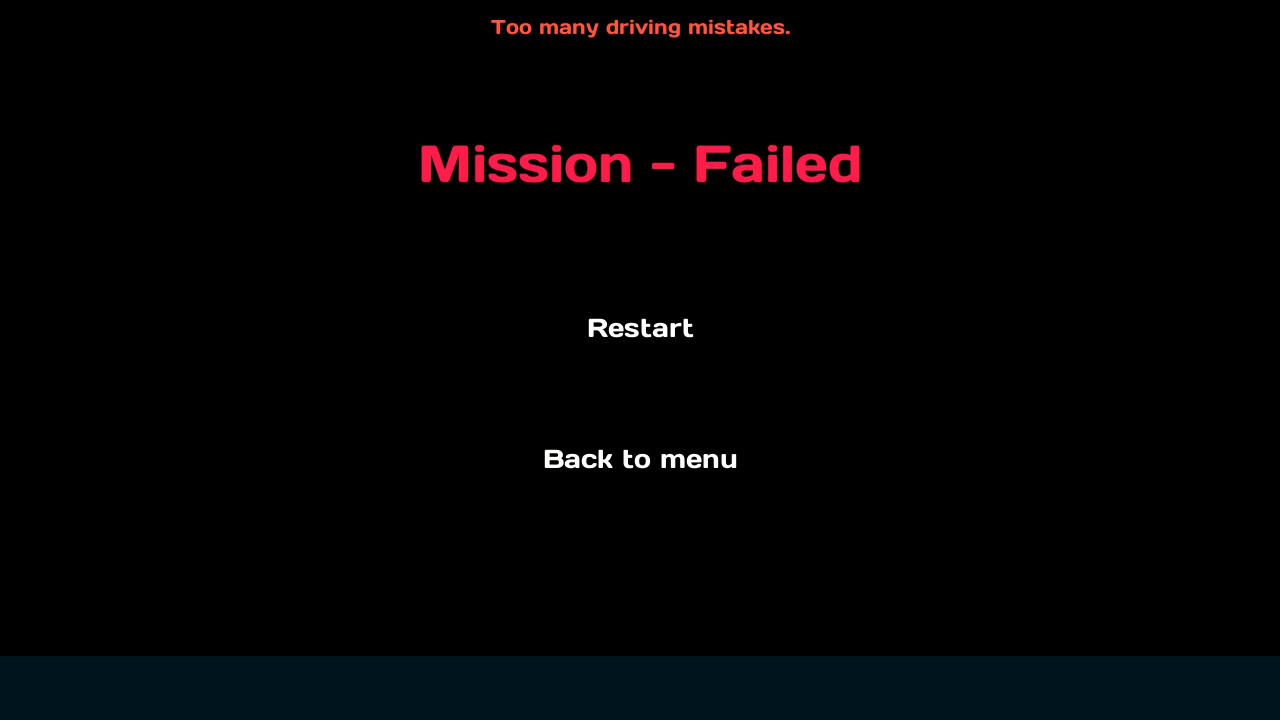 Too many driving mistakes.
Mission - Failed
Restart
Back to menu